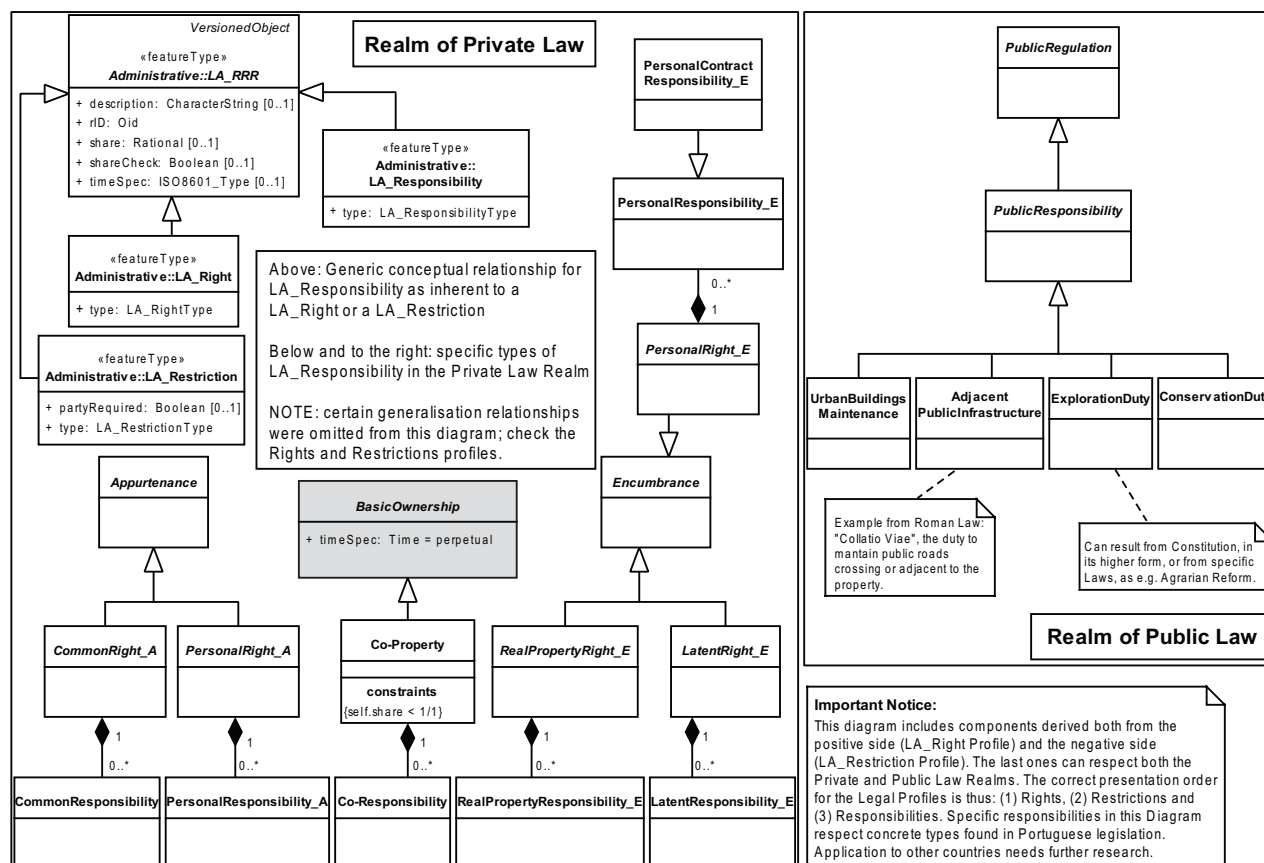 VersionedObject
«featureType»
Administrative::LA_RRR
+ description: CharacterString [0..1]
+ rID: Oid
+ share: Rational [0..1]
+ shareCheck: Boolean [0..1]
+ timeSpec: ISO8601_Type [0..1]
Realm of Private Law
«featureType»
Administrative::
LA_Responsibility
+ type: LA_ResponsibilityType
«featureType»
Administrative::LA_Right
+ type: LA_RightType
«featureType»
Administrative::LA_Restriction
+ partyRequired: Boolean [0..1]
+ type: LA_RestrictionType
Above: Generic conceptual relationship for
LA_Responsibility as inherent to a
LA_Right or a LA_Restriction
Below and to the right: specific types of
LA_Responsibility in the Private Law Realm
NOTE: certain generalisation relationships
were omitted from this diagram; check the
Rights and Restrictions profiles.
PersonalContract
Responsibility_E
PersonalResponsibility_E
0..*
1
PersonalRight_E
Appurtenance
BasicOwnership
+ timeSpec: Time = perpetual
Encumbrance
CommonRight_A
PersonalRight_A
Co-Property
constraints
{self.share < 1/1}
RealPropertyRight_E
LatentRight_E
1
0..*
1
0..*
1
0..*
1
0..*
1
0..*
CommonResponsibility
PersonalResponsibility_A
Co-Responsibility
RealPropertyResponsibility_E
LatentResponsibility_E
PublicRegulation
PublicResponsibility
UrbanBuildings
Maintenance
Adjacent
PublicInfrastructure
ExplorationDuty
ConservationDut
Example from Roman Law:
"Collatio Viae", the duty to
mantain public roads
crossing or adjacent to the
property.
Can result from Constitution, in
its higher form, or from specific
Laws, as e.g. Agrarian Reform.
Realm of Public Law
Important Notice:
This diagram includes components derived both from the
positive side (LA_Right Profile) and the negative side
(LA_Restriction Profile). The last ones can respect both the
Private and Public Law Realms. The correct presentation order
for the Legal Profiles is thus: (1) Rights, (2) Restrictions and
(3) Responsibilities. Specific responsibilities in this Diagram
respect concrete types found in Portuguese legislation.
Application to other countries needs further research.